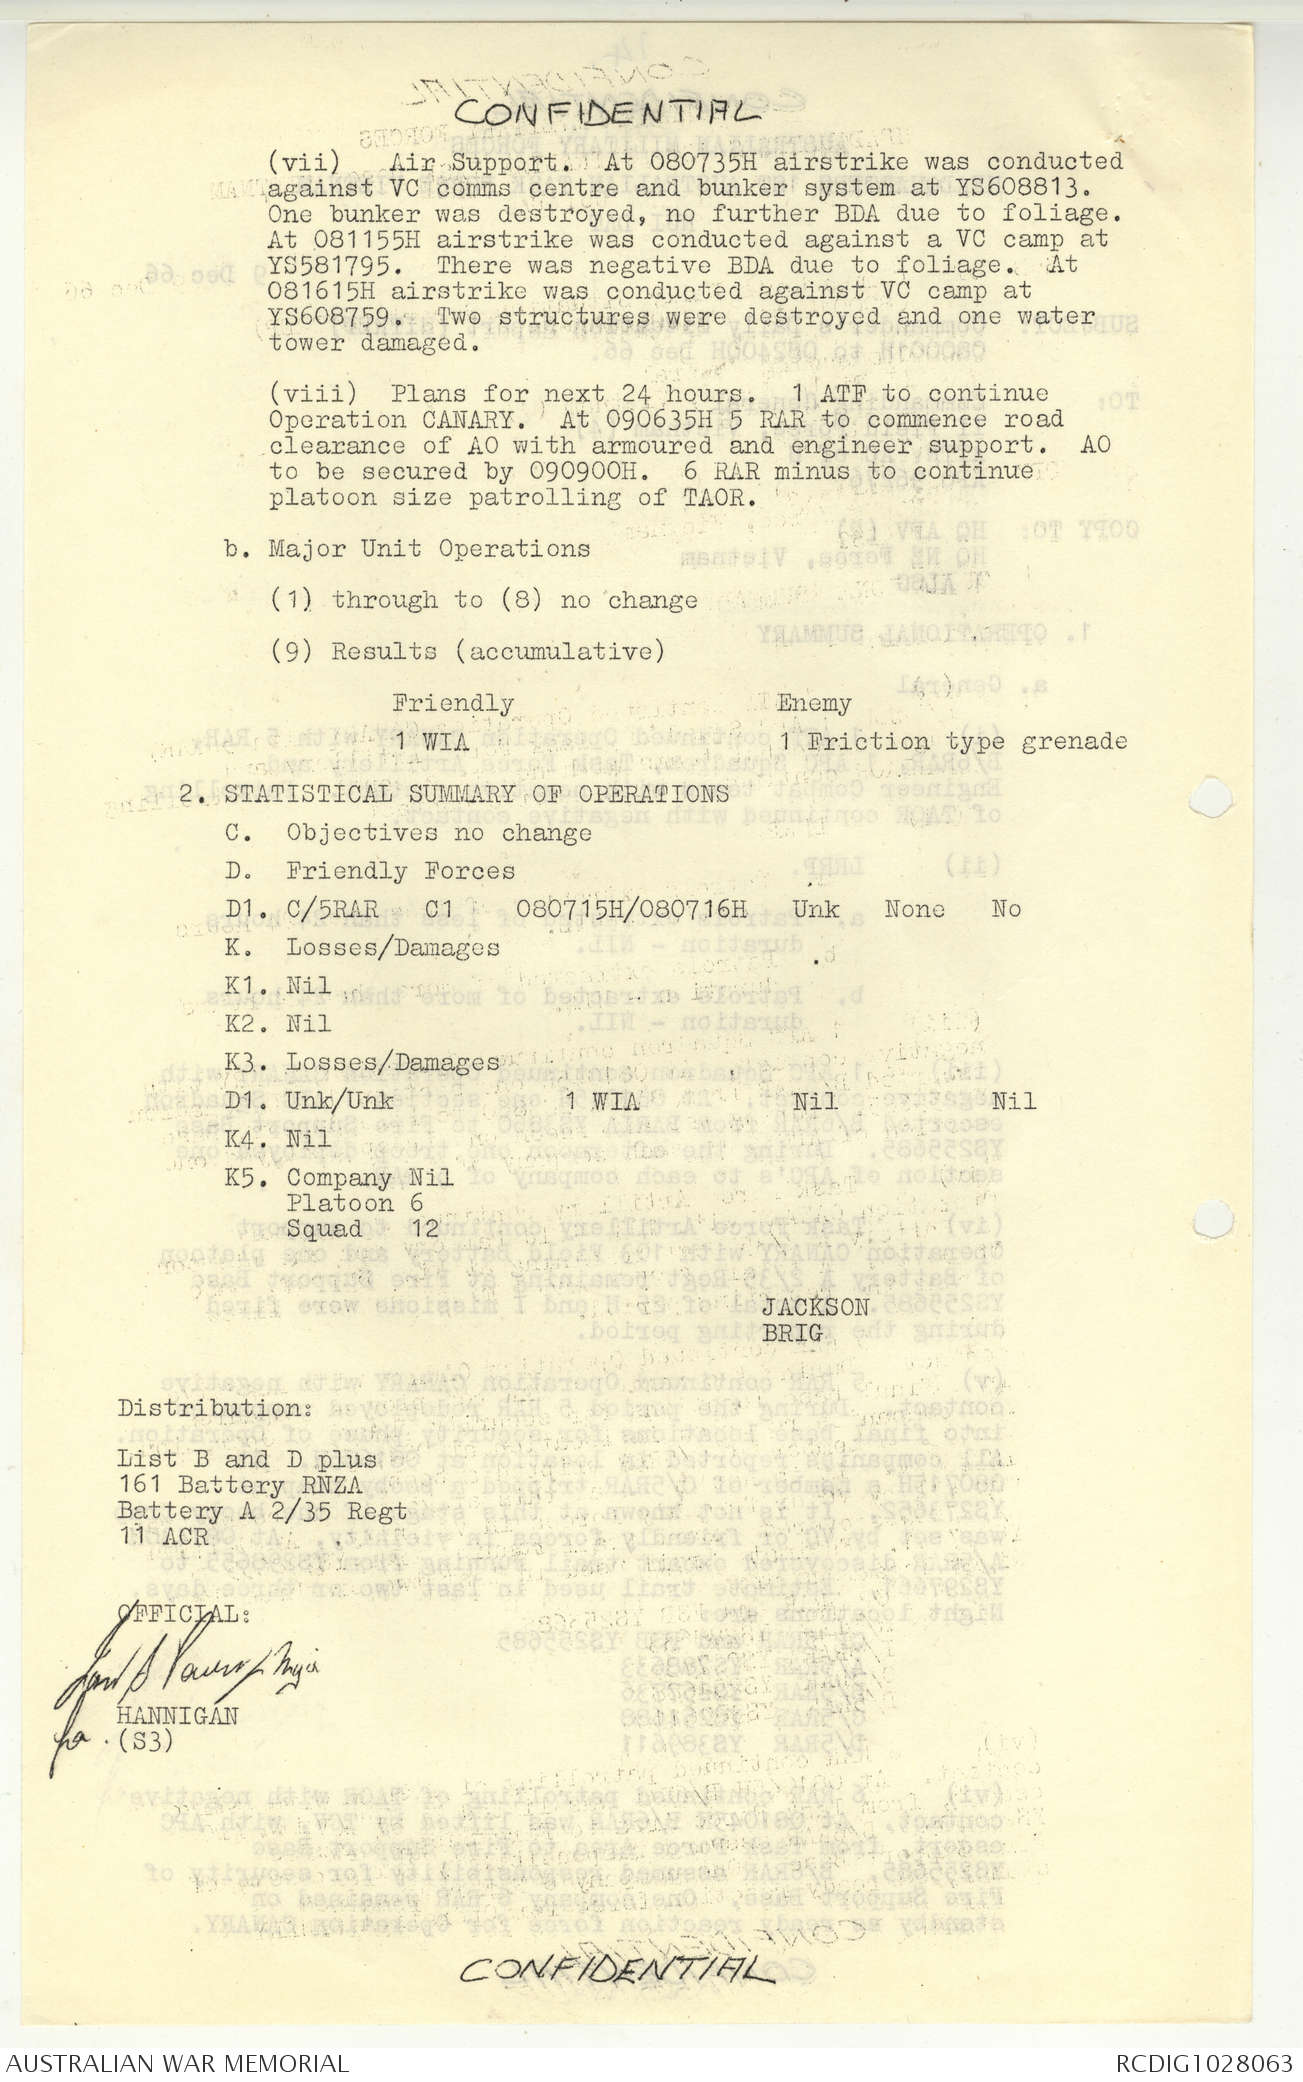 CONFIDENTIAL
(vii) Air Support. At 080735H airstrike was conducted
against VC comms centre and bunker system at YS608813.
One bunker was destroyed, no further BDA due to foliage.
At 081155H airstrike was conducted against a VC camp at
YS581795. There was negative BDA due to foliage. At
081615H airstrike was conducted against VC camp at
YS608759. Two structures were destroyed and one water
tower damaged.
(viii) Plans for next 24 hours. 1 ATF to continue
Operation CANARY. At 090635H 5 RAR to commence road
clearance of AO with armoured and engineer support. AO
to be secured by 090900H. 6 RAR minus to continue
platoon size patrolling of TAOR.
b. Major Unit Operations
(1) through to (8) no change
(9) Results (accumulative)
Friendly Enemy
1 WIA 1 Friction type grenade
2. STATISTICAL SUMMARY OF OPERATIONS
C. Objectives no change
D. Friendly Forces
D1. C/5RAR C1 080715H/080716H Unk None No
K. Losses/Damages
K1. Nil
K2. Nil
K3. Losses/Damages
D1. Unk/Unk 1 WIA Nil Nil
K4. Nil
K5. Company Nil
Platoon 6
Squad 12
JACKSON
BRIG
Distribution:
List B and D plus
161 Battery RNZA
Battery A 2/35 Regt
11 ACR
OFFICIAL:
HANNIGAN
(S3)
CONFIDENTIAL
AUSTRALIAN WAR MEMORIAL RCDIG1028063